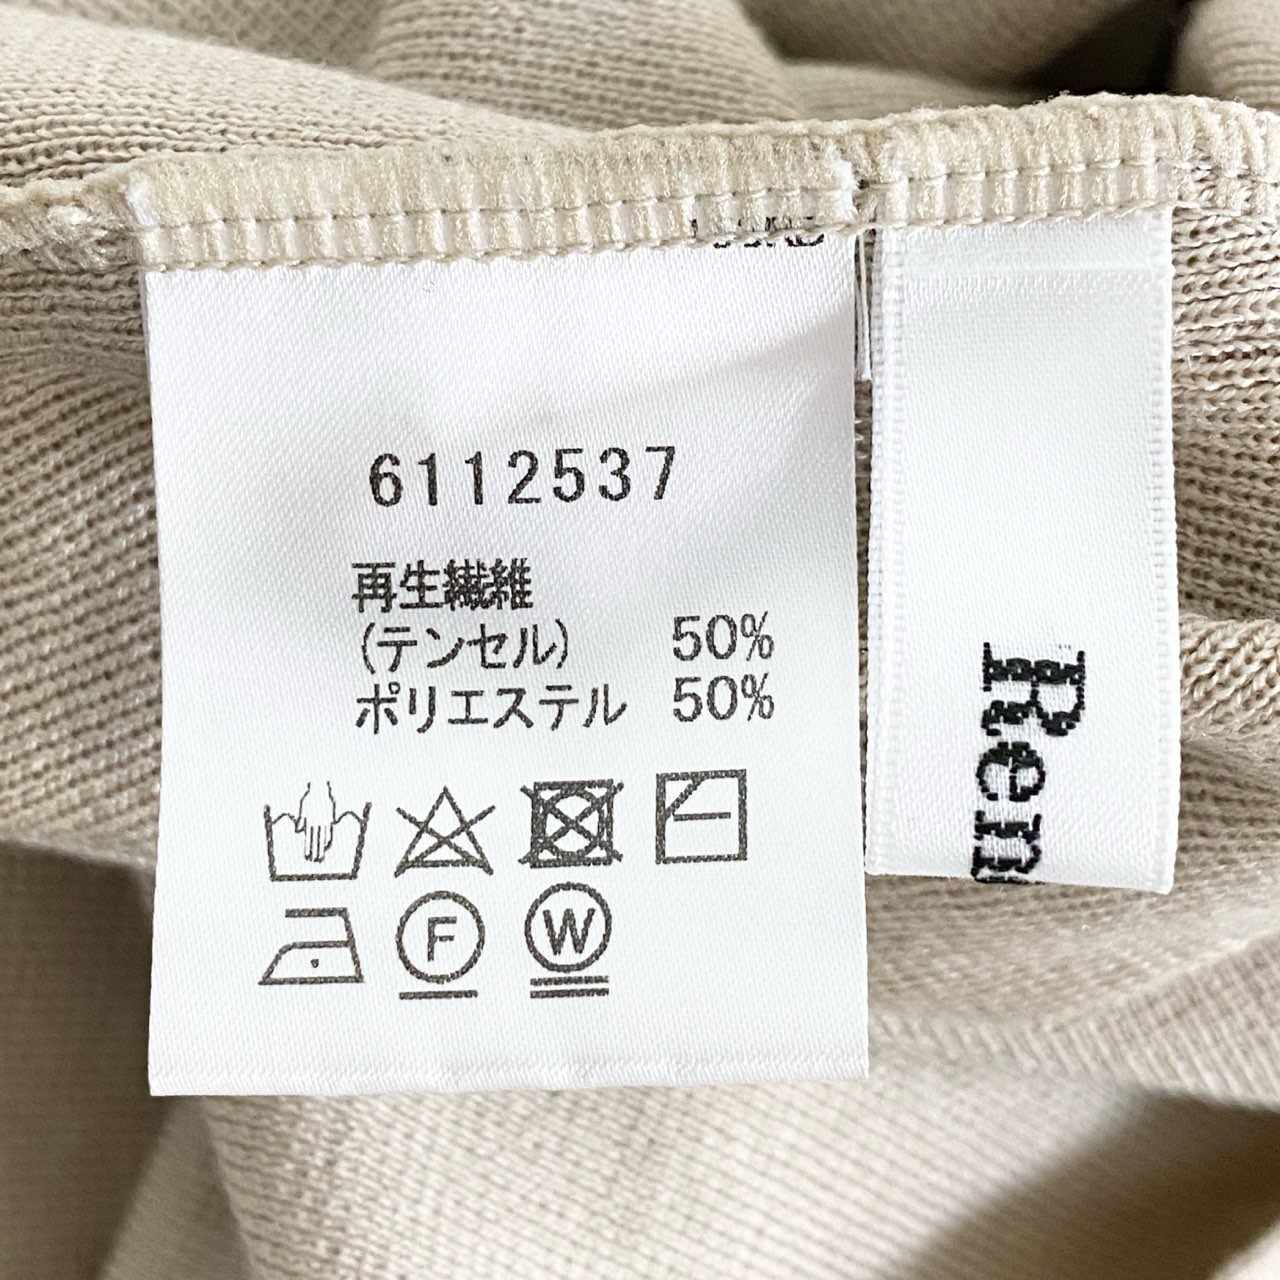 6112537
再生繊維
(テンセル) 50%
ポリエステル 50%
F W